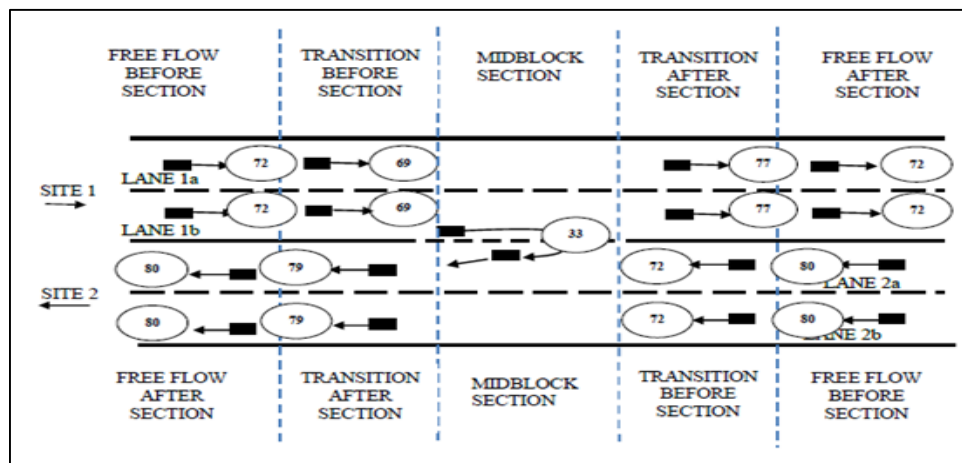 FREE FLOW BEFORE SECTION
TRANSITION BEFORE SECTION
MIDBLOCK SECTION
TRANSITION AFTER SECTION
FREE FLOW AFTER SECTION
72 69 77 72
LANE 1a
SITE 1
72 69 77 72
LANE 1b
33
80 79 72 80
LANE 2a
SITE 2
80 79 72 80
LANE 2b
FREE FLOW AFTER SECTION
TRANSITION AFTER SECTION
MIDBLOCK SECTION
TRANSITION BEFORE SECTION
FREE FLOW BEFORE SECTION